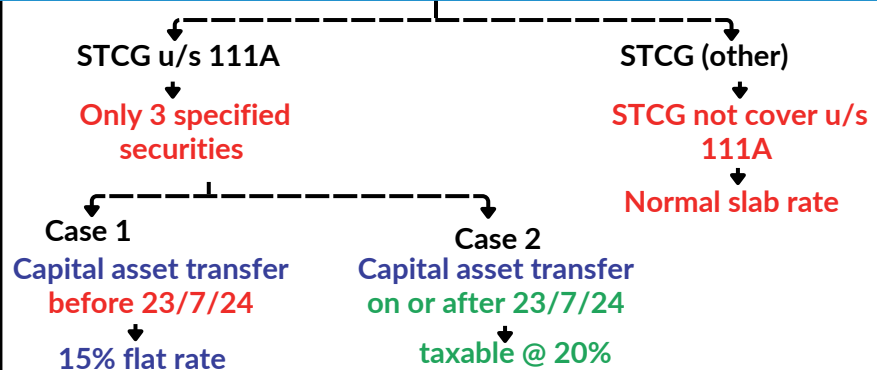 STCG u/s 111A
Only 3 specified
securities
STCG (other)
STCG not cover u/s
111A
Normal slab rate
Case 1
Capital asset transfer
before 23/7/24
15% flat rate
Case 2
Capital asset transfer
on or after 23/7/24
taxable @ 20%